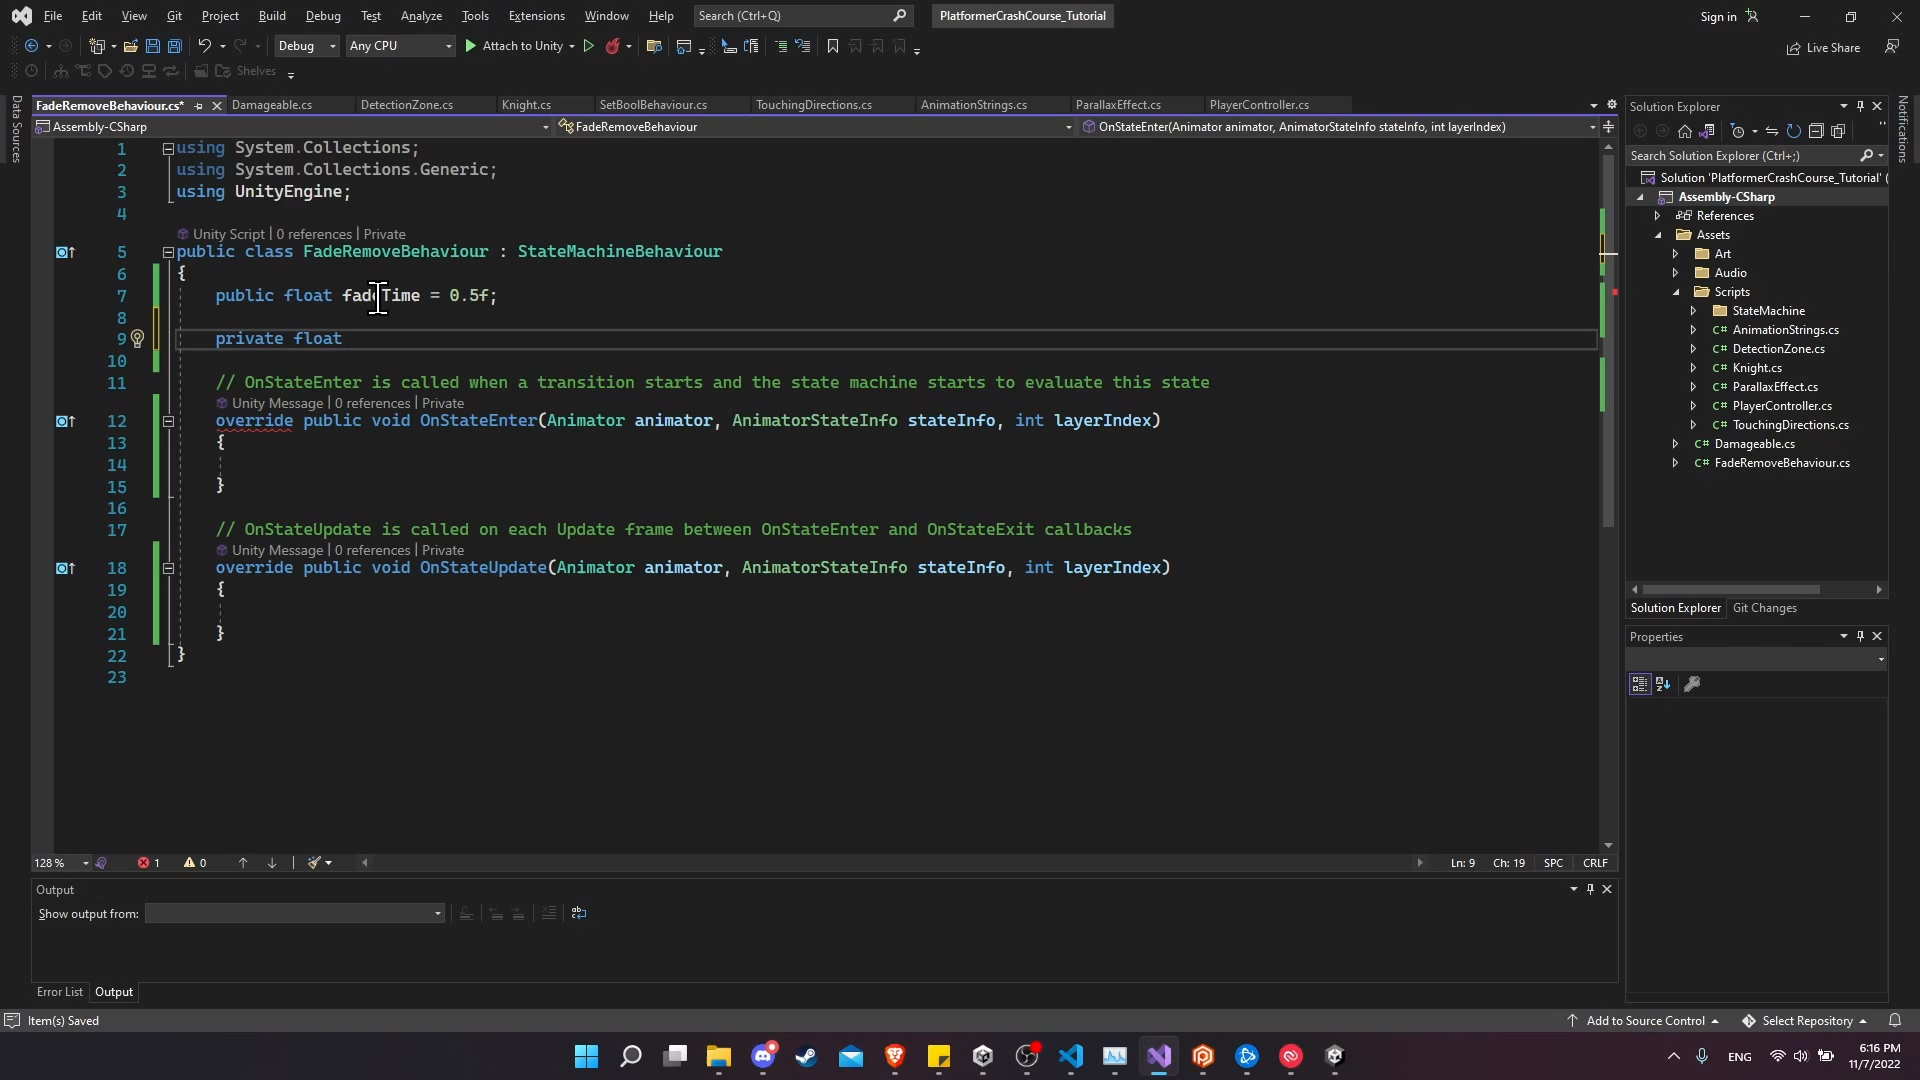 File Edit View Git Project Build Debug Test Analyze Tools Extensions Window Help Search (Ctrl+Q) PlatformerCrashCourse_Tutorial Sign in
Debug Any CPU Attach to Unity Live Share
Shelves
Data Sources
FadeRemoveBehaviour.cs* Damageable.cs DetectionZone.cs Knight.cs SetBoolBehaviour.cs TouchingDirections.cs AnimationStrings.cs ParallaxEffect.cs PlayerController.cs
Assembly-CSharp FadeRemoveBehaviour OnStateEnter(Animator animator, AnimatorStateInfo stateInfo, int layerIndex)
1 using System.Collections;
2 using System.Collections.Generic;
3 using UnityEngine;
4
Unity Script | 0 references | Private
5 public class FadeRemoveBehaviour : StateMachineBehaviour
6 {
7 public float fadeTime = 0.5f;
8
9 private float
10
11 // OnStateEnter is called when a transition starts and the state machine starts to evaluate this state
Unity Message | 0 references | Private
12 override public void OnStateEnter(Animator animator, AnimatorStateInfo stateInfo, int layerIndex)
13 {
14
15 }
16
17 // OnStateUpdate is called on each Update frame between OnStateEnter and OnStateExit callbacks
Unity Message | 0 references | Private
18 override public void OnStateUpdate(Animator animator, AnimatorStateInfo stateInfo, int layerIndex)
19 {
20
21 }
22 }
23
128 % 1 0 Ln: 9 Ch: 19 SPC CRLF
Output
Show output from:
Error List Output
Solution Explorer
Search Solution Explorer (Ctrl+;)
Solution 'PlatformerCrashCourse_Tutorial' (
Assembly-CSharp
References
Assets
Art
Audio
Scripts
StateMachine
C# AnimationStrings.cs
C# DetectionZone.cs
C# Knight.cs
C# ParallaxEffect.cs
C# PlayerController.cs
C# TouchingDirections.cs
C# Damageable.cs
C# FadeRemoveBehaviour.cs
Solution Explorer Git Changes
Properties
Notifications
Item(s) Saved Add to Source Control Select Repository
ENG 6:16 PM
11/7/2022